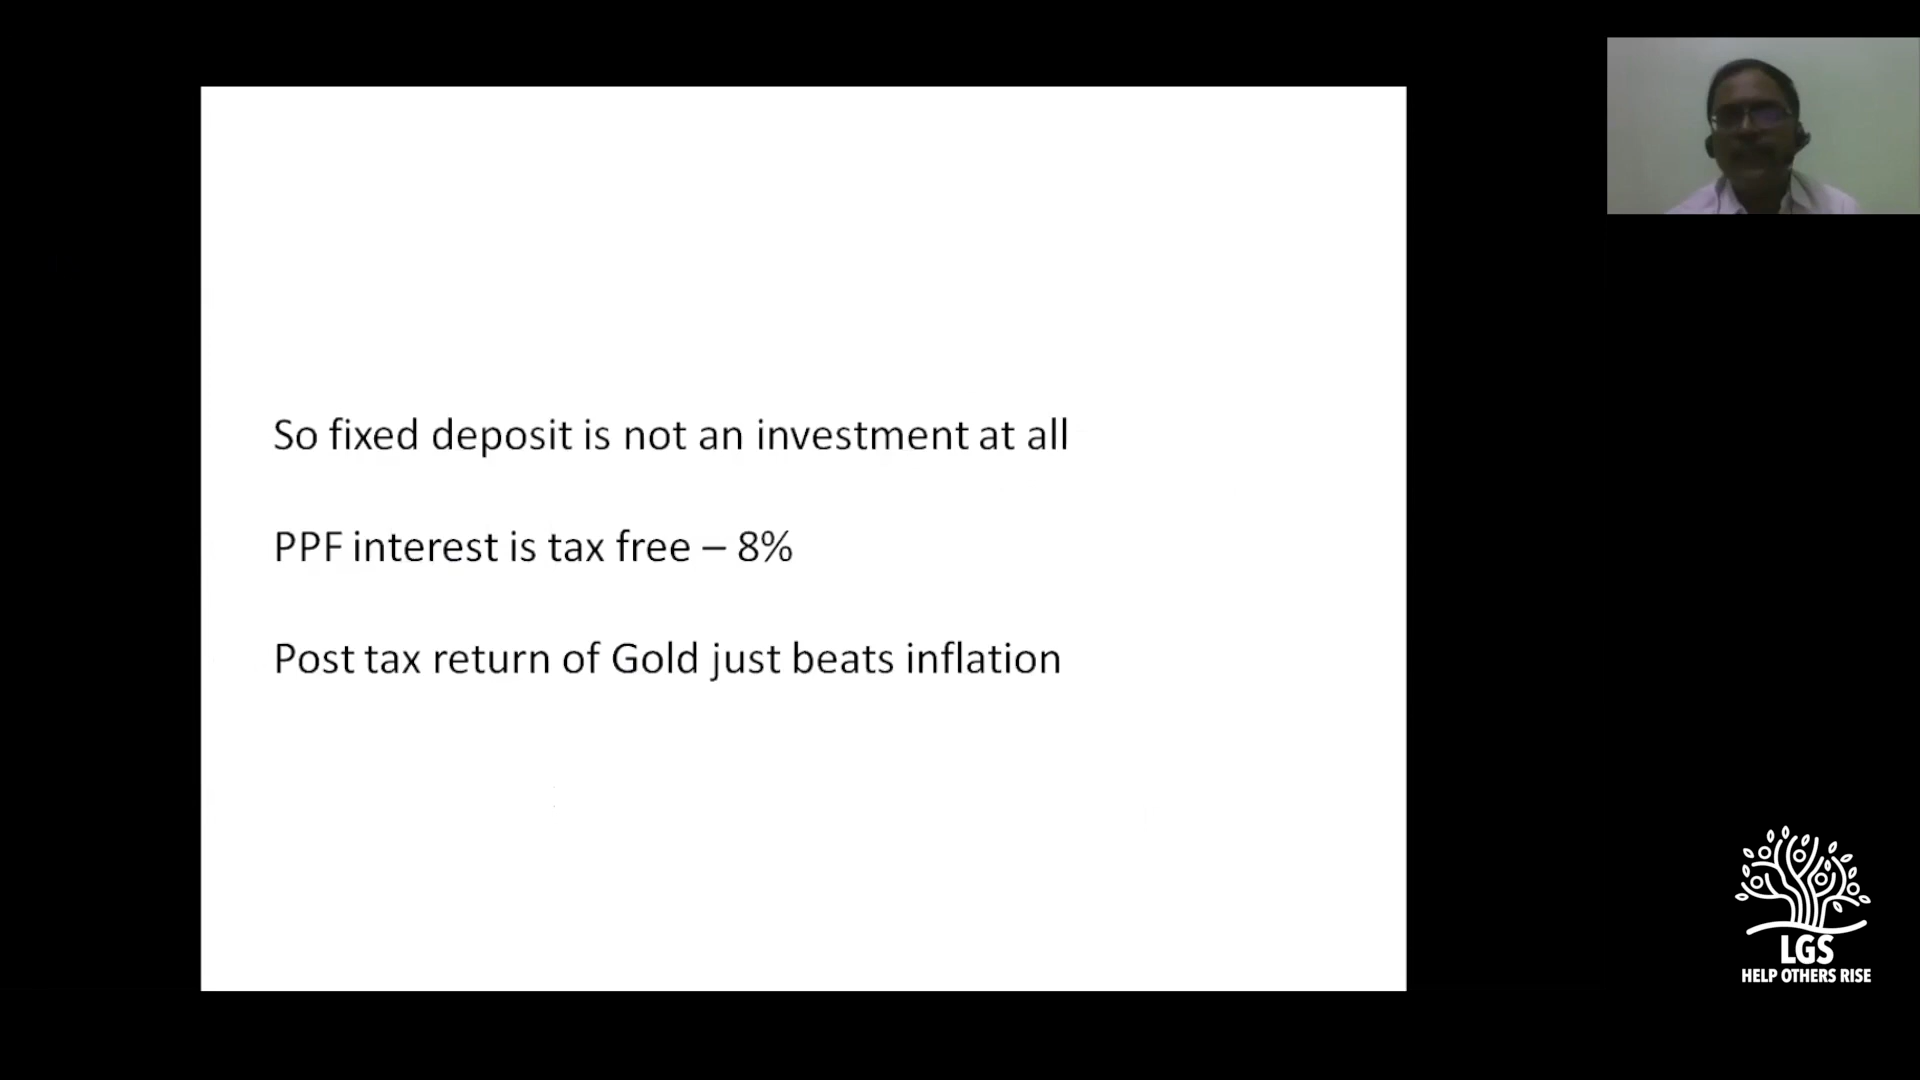 So fixed deposit is not an investment at all
PPF interest is tax free – 8%
Post tax return of Gold just beats inflation
LGS
HELP OTHERS RISE